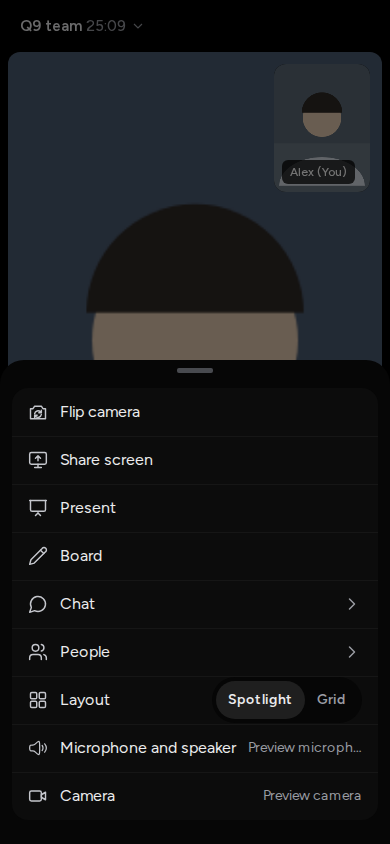 Q9 team 25:09
Alex (You)
Flip camera
Share screen
Present
Board
Chat
People
Layout Spotlight Grid
Microphone and speaker Preview microph...
Camera Preview camera